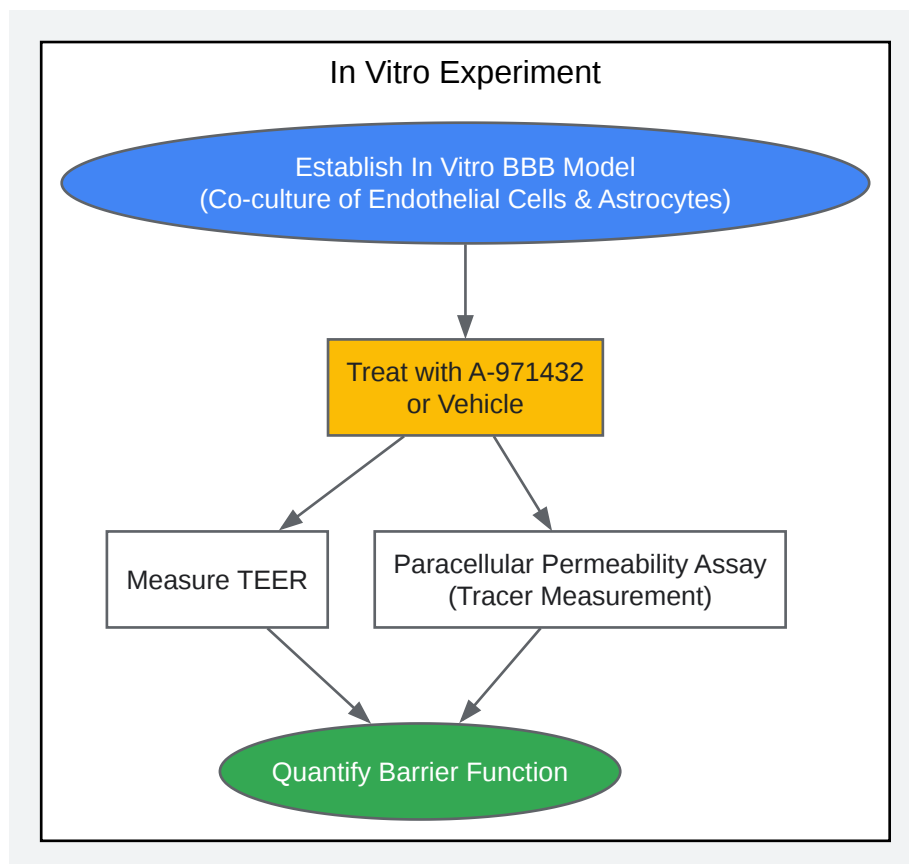 In Vitro Experiment
Establish In Vitro BBB Model
(Co-culture of Endothelial Cells & Astrocytes)
Treat with A-971432
or Vehicle
Measure TEER
Paracellular Permeability Assay
(Tracer Measurement)
Quantify Barrier Function